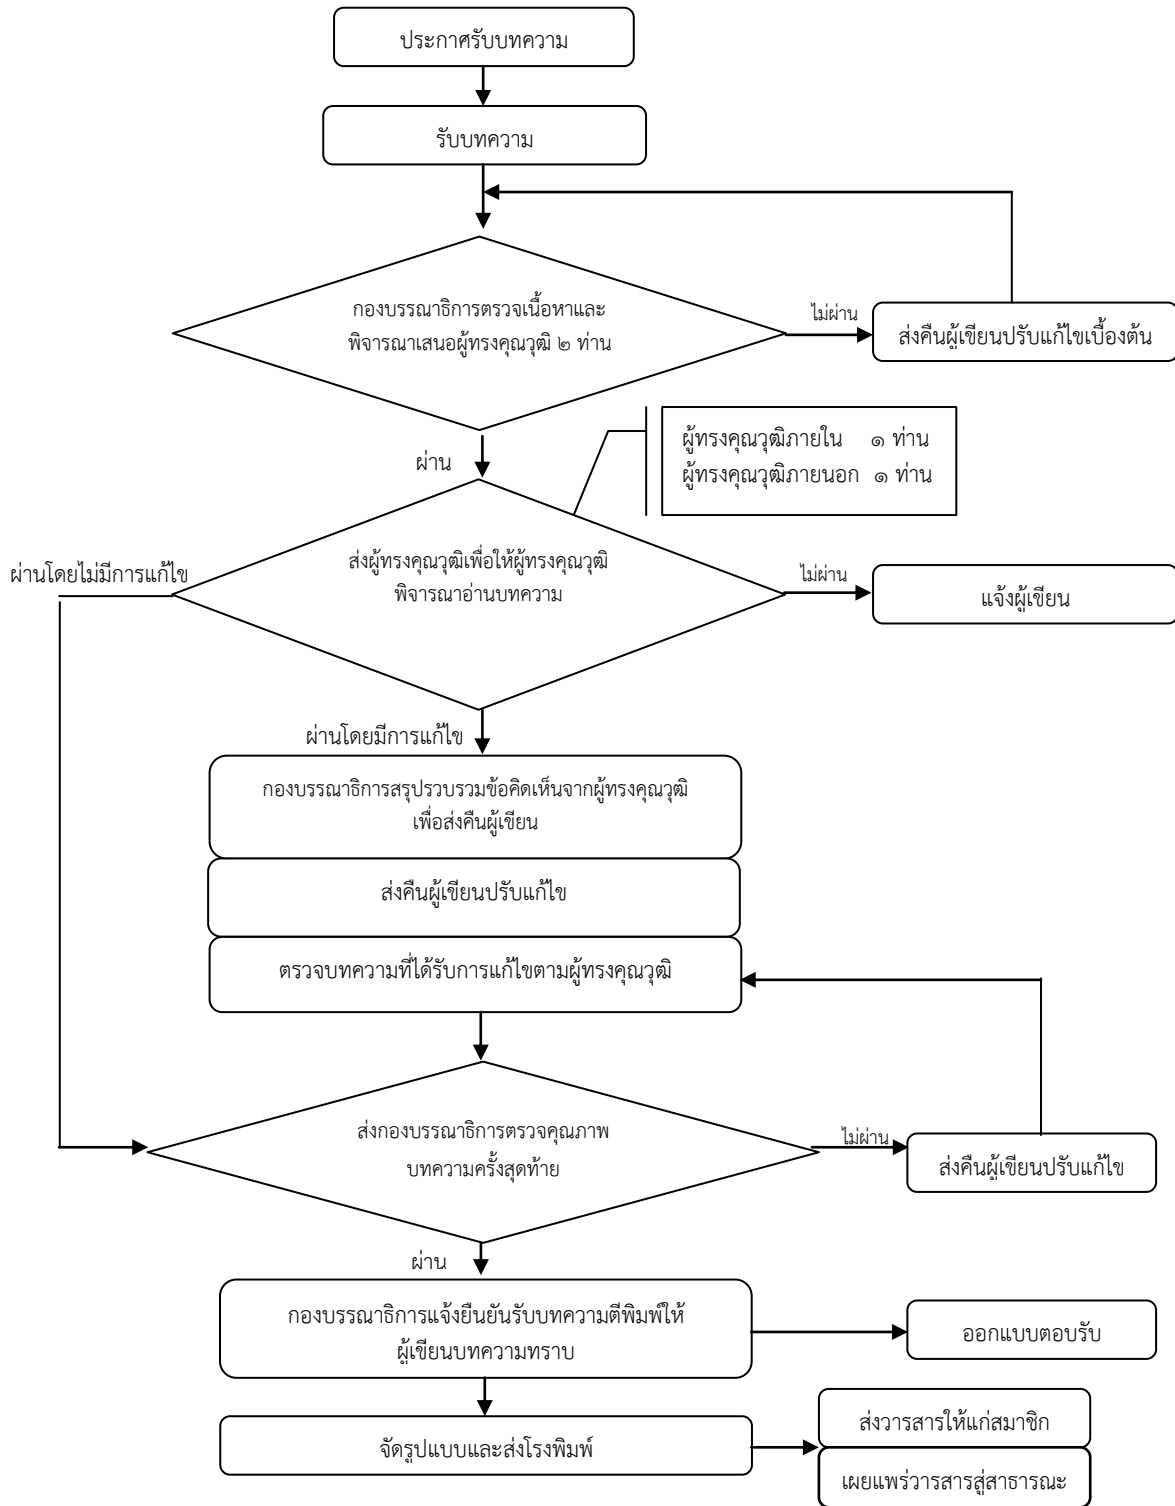 ประกาศรับบทความ
รับบทความ
กองบรรณาธิการตรวจเนื้อหาและ
พิจารณาเสนอผู้ทรงคุณวุฒิ ๒ ท่าน
ไม่ผ่าน
ส่งคืนผู้เขียนปรับแก้ไขเบื้องต้น
ผ่าน
ผู้ทรงคุณวุฒิภายใน ๑ ท่าน
ผู้ทรงคุณวุฒิภายนอก ๑ ท่าน
ส่งผู้ทรงคุณวุฒิเพื่อให้ผู้ทรงคุณวุฒิ
พิจารณาอ่านบทความ
ผ่านโดยไม่มีการแก้ไข
ไม่ผ่าน
แจ้งผู้เขียน
ผ่านโดยมีการแก้ไข
กองบรรณาธิการสรุปรวบรวมข้อคิดเห็นจากผู้ทรงคุณวุฒิ
เพื่อส่งคืนผู้เขียน
ส่งคืนผู้เขียนปรับแก้ไข
ตรวจบทความที่ได้รับการแก้ไขตามผู้ทรงคุณวุฒิ
ส่งกองบรรณาธิการตรวจคุณภาพ
บทความครั้งสุดท้าย
ไม่ผ่าน
ส่งคืนผู้เขียนปรับแก้ไข
ผ่าน
กองบรรณาธิการแจ้งยืนยันรับบทความตีพิมพ์ให้
ผู้เขียนบทความทราบ
ออกแบบตอบรับ
จัดรูปแบบและส่งโรงพิมพ์
ส่งวารสารให้แก่สมาชิก
เผยแพร่วารสารสู่สาธารณะ